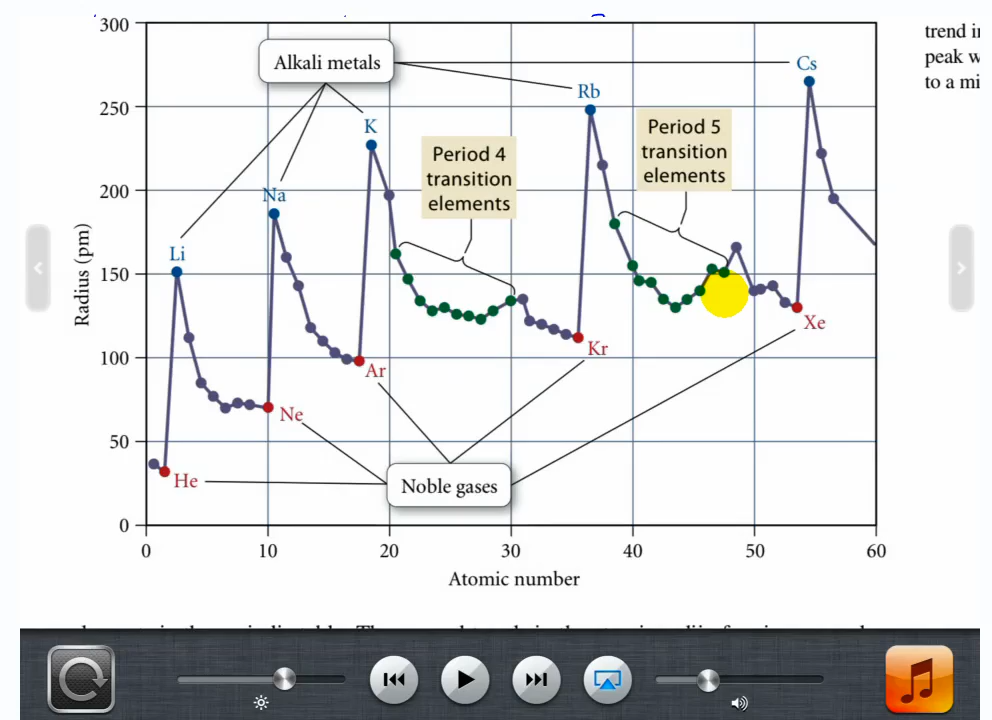 300
trend in
peak w
to a mi
Alkali metals
Cs
Rb
250
K
Period 5
transition
elements
Period 4
transition
elements
200
Na
Li
150
Radius (pm)
Xe
Kr
100
Ar
Ne
50
He
Noble gases
0
0 10 20 30 40 50 60
Atomic number